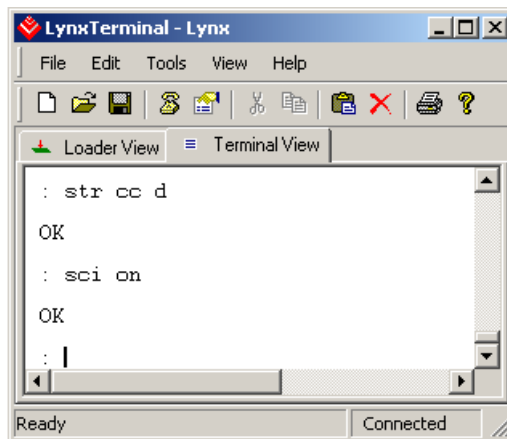 LynxTerminal - Lynx
File Edit Tools View Help
Loader View Terminal View
: str cc d
OK
: sci on
OK
:
Ready Connected